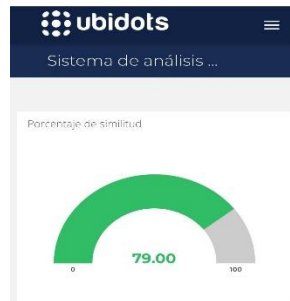 ubidots
Sistema de análisis ...
Porcentaje de similitud
79.00
0 100